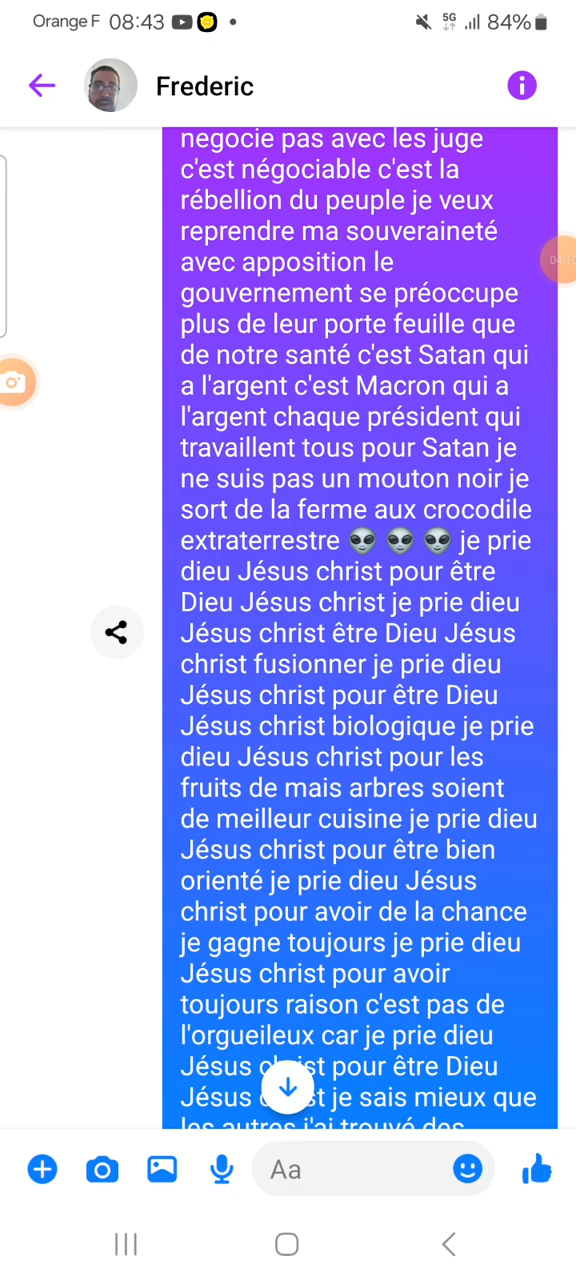 Orange F 08:43 5G 84%
Frederic
negocie pas avec les juge
c'est négociable c'est la
rébellion du peuple je veux
reprendre ma souveraineté
avec apposition le
gouvernement se préoccupe
plus de leur porte feuille que
de notre santé c'est Satan qui
a l'argent c'est Macron qui a
l'argent chaque président qui
travaillent tous pour Satan je
ne suis pas un mouton noir je
sort de la ferme aux crocodile
extraterrestre 👽 👽 👽 je prie
dieu Jésus christ pour être
Dieu Jésus christ je prie dieu
Jésus christ être Dieu Jésus
christ fusionner je prie dieu
Jésus christ pour être Dieu
Jésus christ biologique je prie
dieu Jésus christ pour les
fruits de mais arbres soient
de meilleur cuisine je prie dieu
Jésus christ pour être bien
orienté je prie dieu Jésus
christ pour avoir de la chance
je gagne toujours je prie dieu
Jésus christ pour avoir
toujours raison c'est pas de
l'orgueileux car je prie dieu
Jésus christ pour être Dieu
Jésus christ je sais mieux que
les autres j'ai trouvé des
Aa